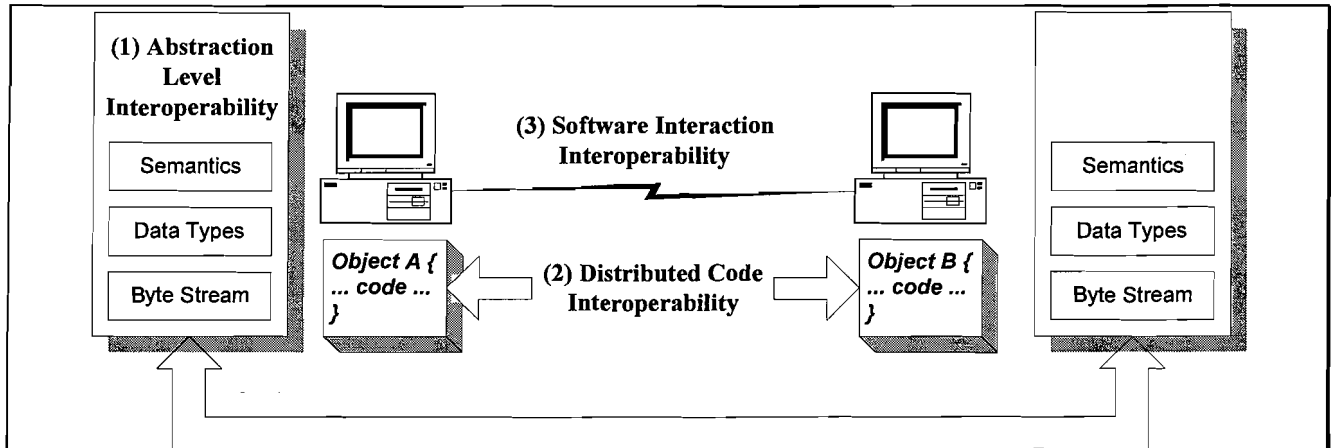 (1) Abstraction
Level
Interoperability
Semantics
Data Types
Byte Stream
(3) Software Interaction
Interoperability
Object A {
... code ...
}
(2) Distributed Code
Interoperability
Object B {
... code ...
}
Semantics
Data Types
Byte Stream